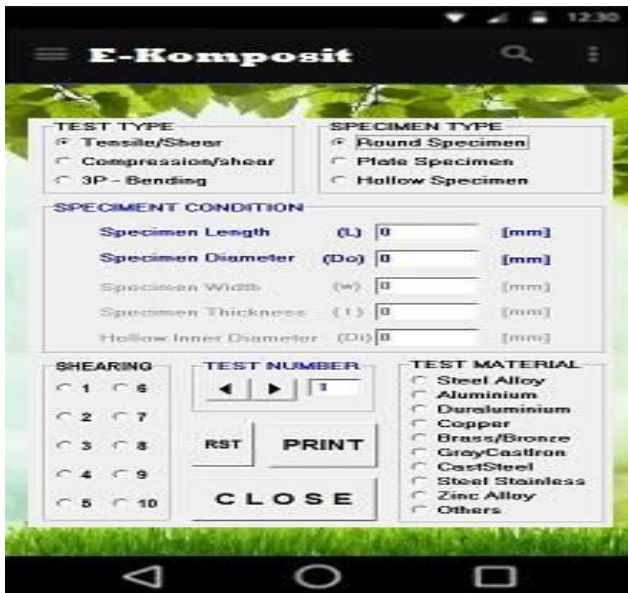 12:30
E-Komposit
TEST TYPE
Tensile/Shear
Compression/shear
3P - Bending
SPECIMEN TYPE
Round Specimen
Plate Specimen
Hollow Specimen
SPECIMENT CONDITION
Specimen Length (L) 0 [mm]
Specimen Diameter (Do) 0 [mm]
Specimen Width (w) 0 [mm]
Specimen Thickness (t) 0 [mm]
Hollow Inner Diameter (Di) 0 [mm]
SHEARING
1 6
2 7
3 8
4 9
5 10
TEST NUMBER
1
RST PRINT
CLOSE
TEST MATERIAL
Steel Alloy
Aluminium
Duraluminium
Copper
Brass/Bronze
GrayCastIron
CastSteel
Steel Stainless
Zinc Alloy
Others